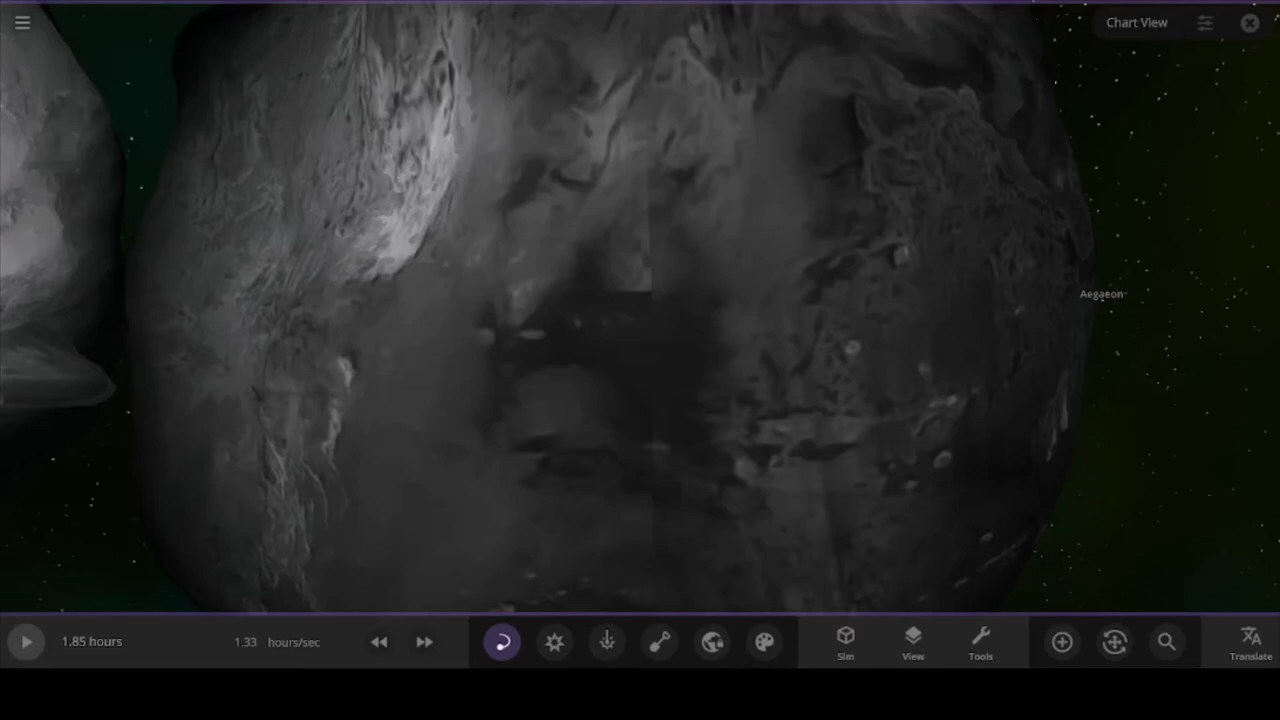 Chart View
Aegaeon
1.85 hours
1.33 hours/sec
Sim
View
Tools
Translate